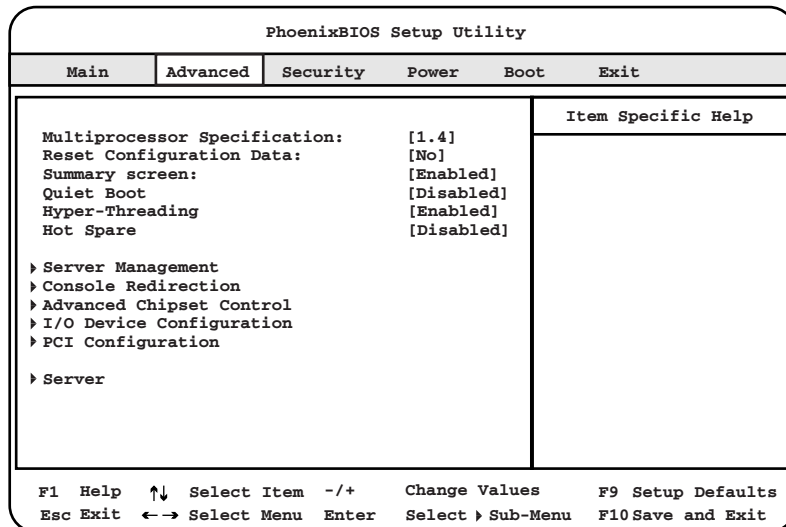 PhoenixBIOS Setup Utility
Main Advanced Security Power Boot Exit
Item Specific Help
Multiprocessor Specification: [1.4]
Reset Configuration Data: [No]
Summary screen: [Enabled]
Quiet Boot [Disabled]
Hyper-Threading [Enabled]
Hot Spare [Disabled]
Server Management
Console Redirection
Advanced Chipset Control
I/O Device Configuration
PCI Configuration
Server
F1 Help ↑↓ Select Item -/+ Change Values F9 Setup Defaults
Esc Exit ←→ Select Menu Enter Select ▸ Sub-Menu F10 Save and Exit